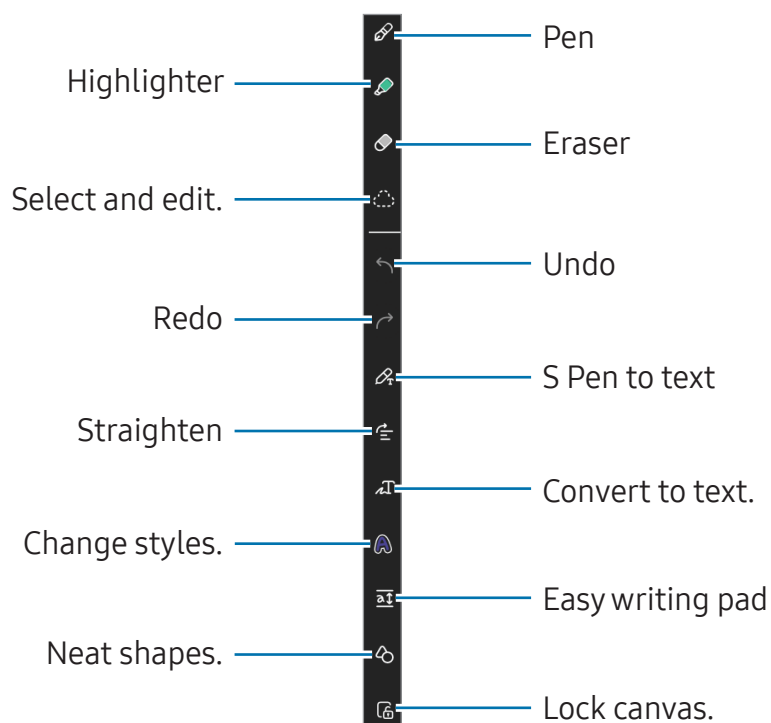 Pen
Highlighter
Eraser
Select and edit.
Undo
Redo
S Pen to text
Straighten
Convert to text.
Change styles.
Easy writing pad
Neat shapes.
Lock canvas.